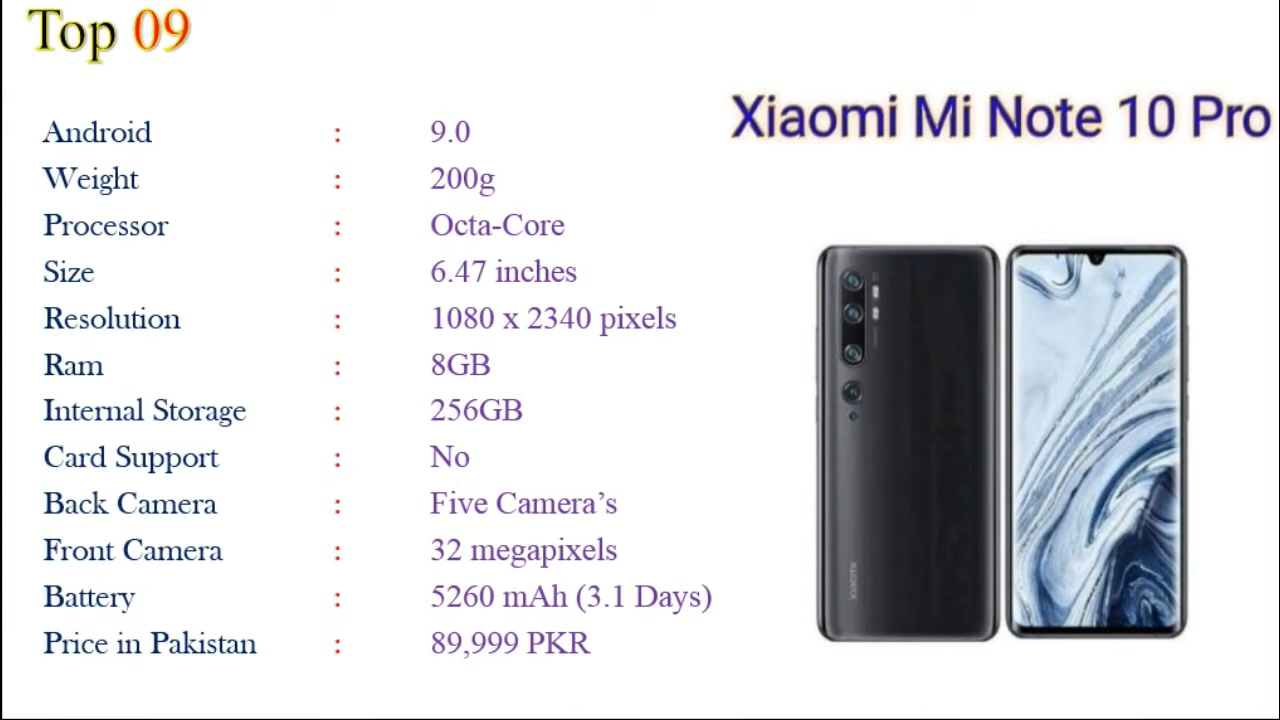 Top 09
Xiaomi Mi Note 10 Pro
Android : 9.0
Weight : 200g
Processor : Octa-Core
Size : 6.47 inches
Resolution : 1080 x 2340 pixels
Ram : 8GB
Internal Storage : 256GB
Card Support : No
Back Camera : Five Camera’s
Front Camera : 32 megapixels
Battery : 5260 mAh (3.1 Days)
Price in Pakistan : 89,999 PKR
XIAOMI